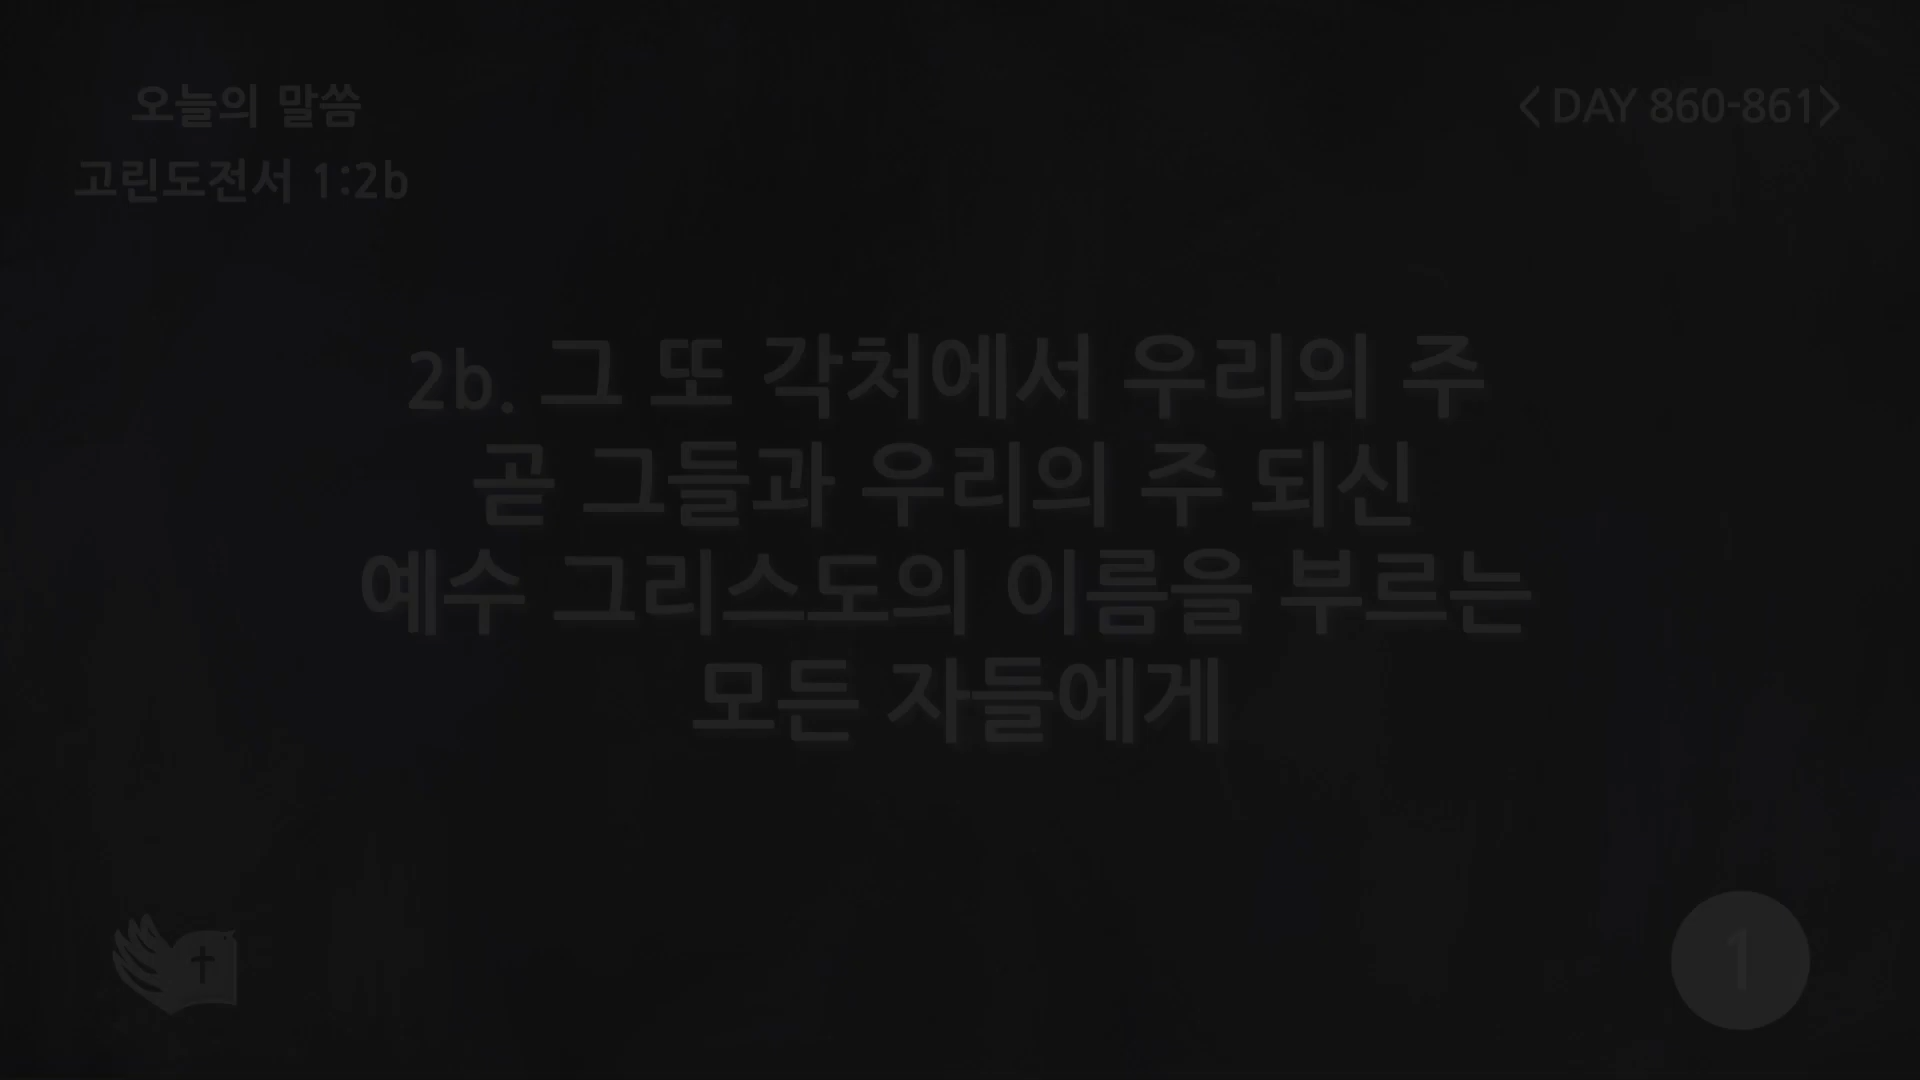 오늘의 말씀
고린도전서 1:2b
<DAY 860-861>
2b. 그 또 각처에서 우리의 주
곧 그들과 우리의 주 되신
예수 그리스도의 이름을 부르는
모든 자들에게
1